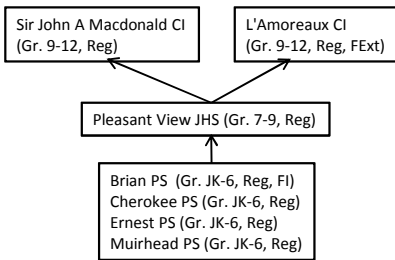 Sir John A Macdonald CI
(Gr. 9-12, Reg)
L'Amoreaux CI
(Gr. 9-12, Reg, FExt)
Pleasant View JHS (Gr. 7-9, Reg)
Brian PS (Gr. JK-6, Reg, FI)
Cherokee PS (Gr. JK-6, Reg)
Ernest PS (Gr. JK-6, Reg)
Muirhead PS (Gr. JK-6, Reg)